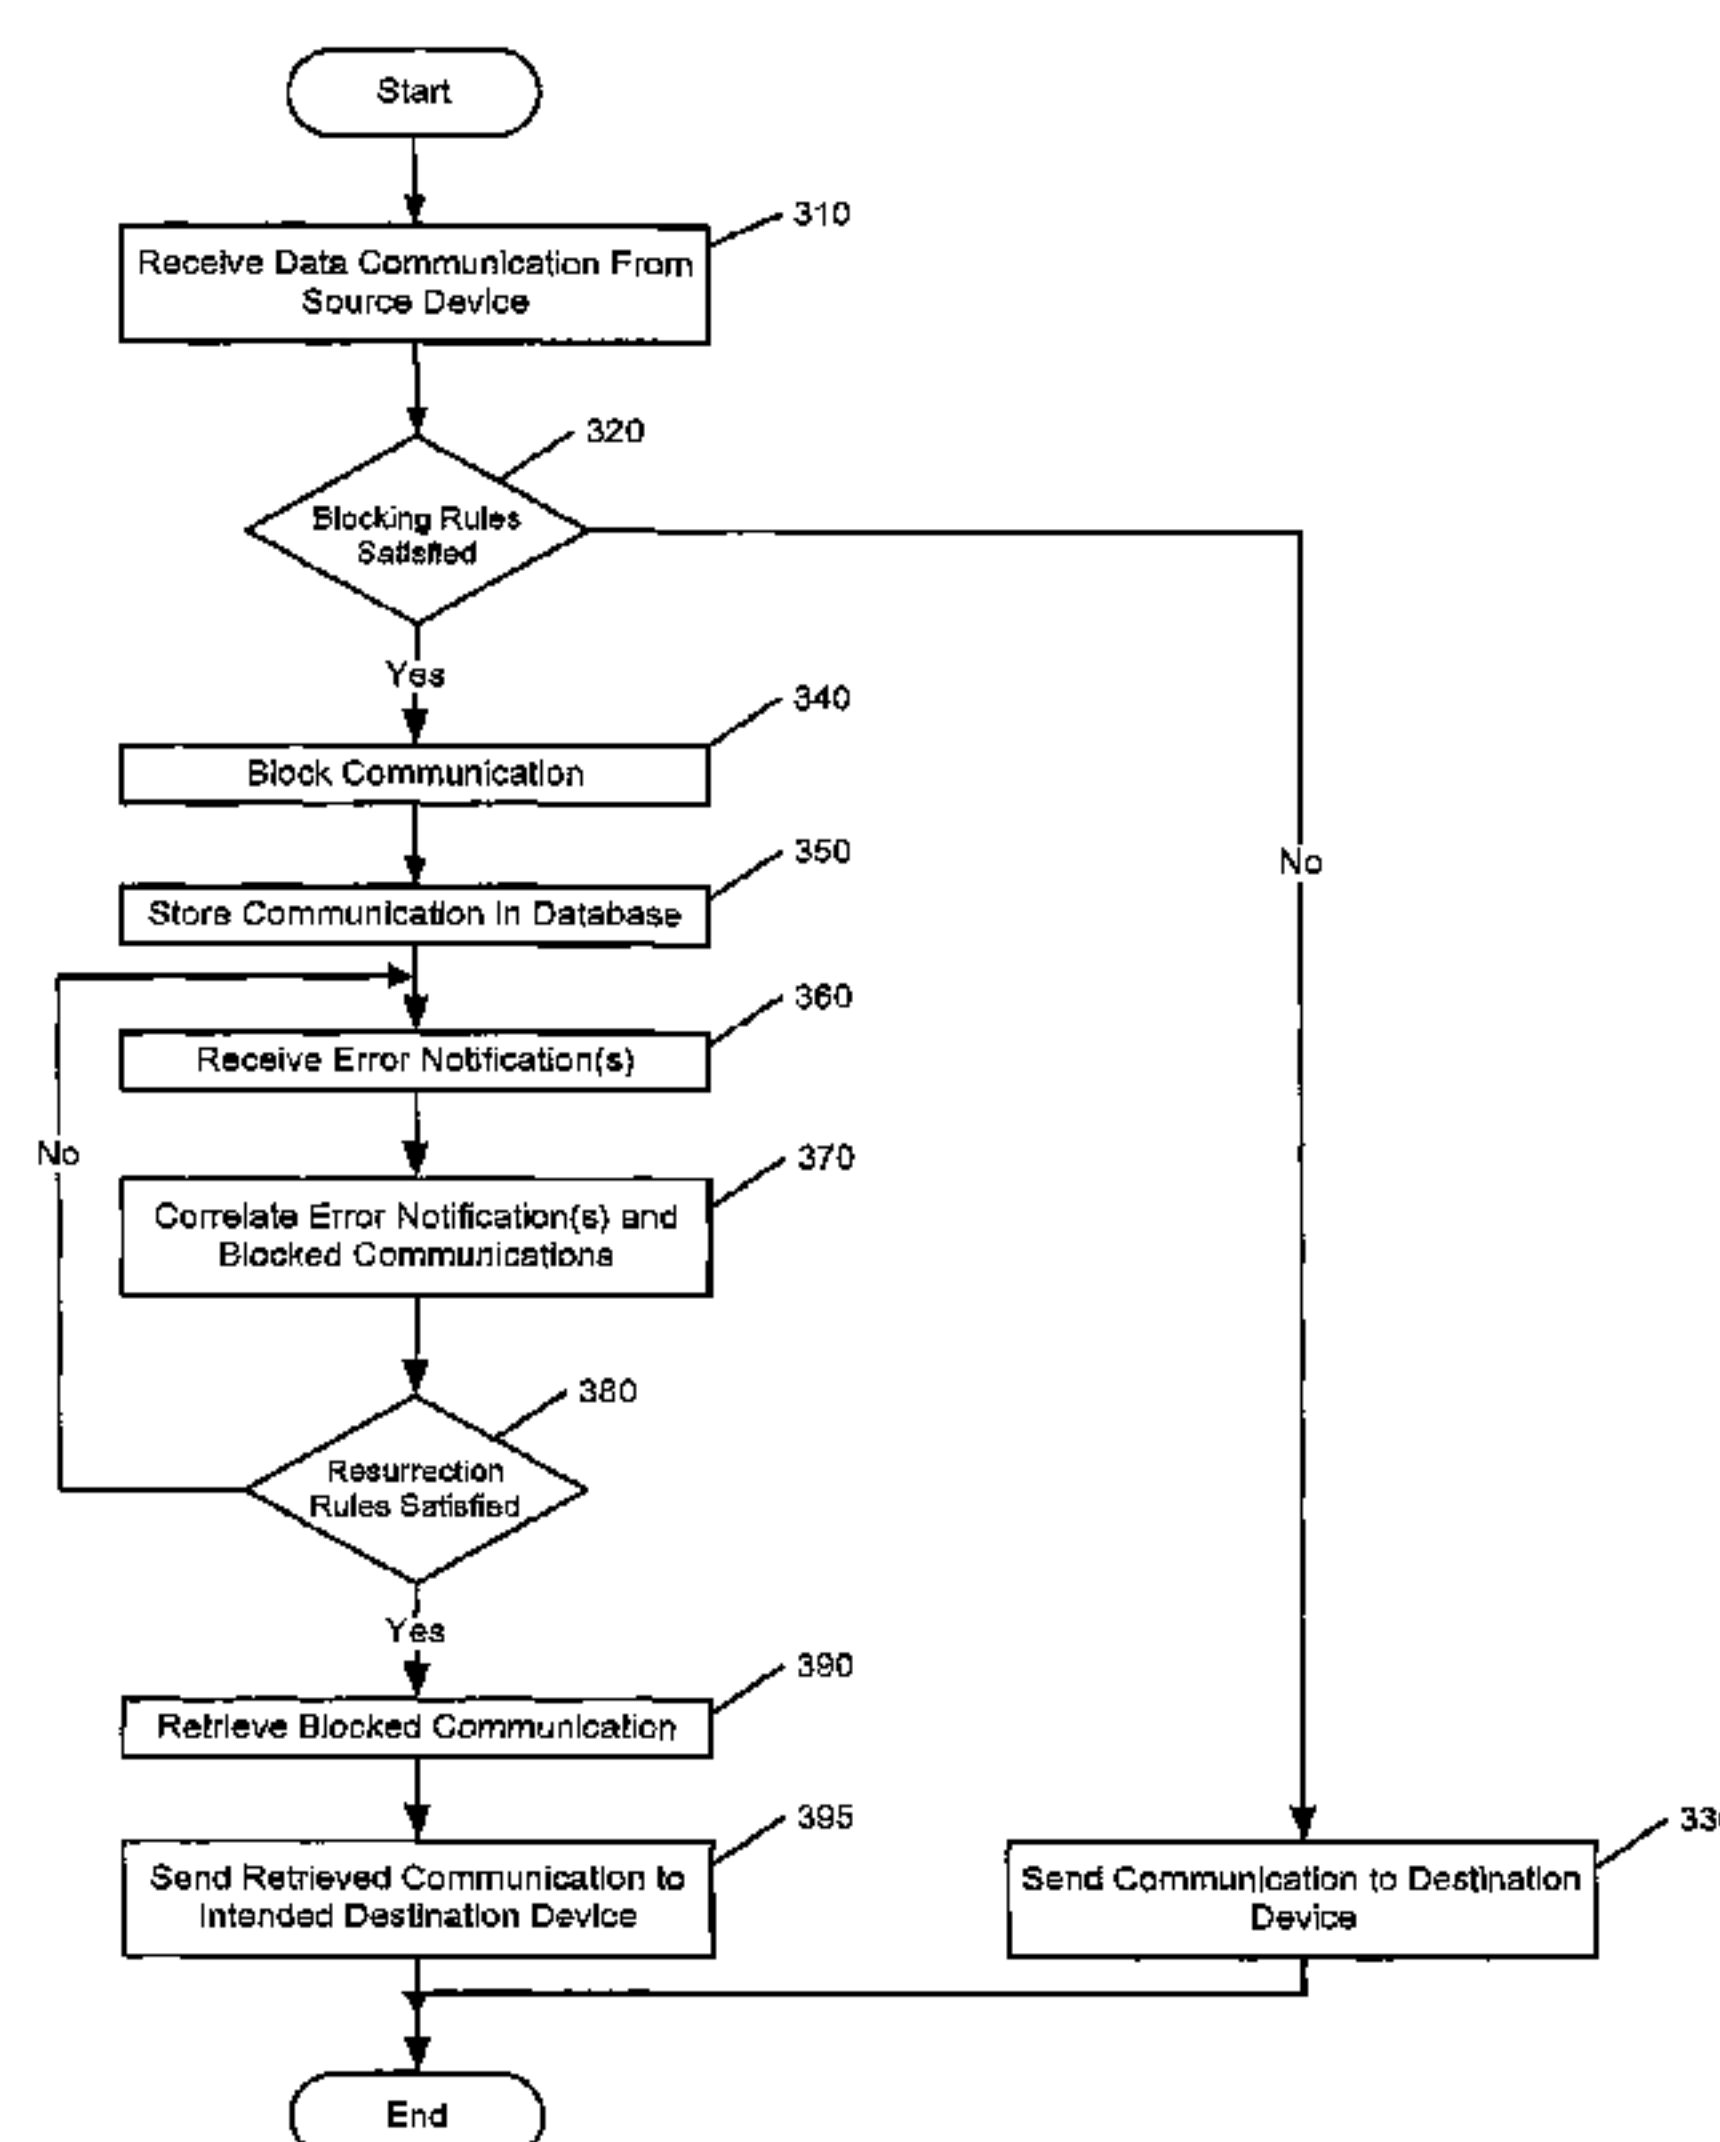 Start
310
Receive Data Communication From
Source Device
320
Blocking Rules
Satisfied
Yes
340
Block Communication
350
No
Store Communication In Database
360
Receive Error Notification(s)
No
370
Correlate Error Notification(s) and
Blocked Communications
380
Resurrection
Rules Satisfied
Yes
390
Retrieve Blocked Communication
395
Send Retrieved Communication to
Intended Destination Device
Send Communication to Destination
Device
End